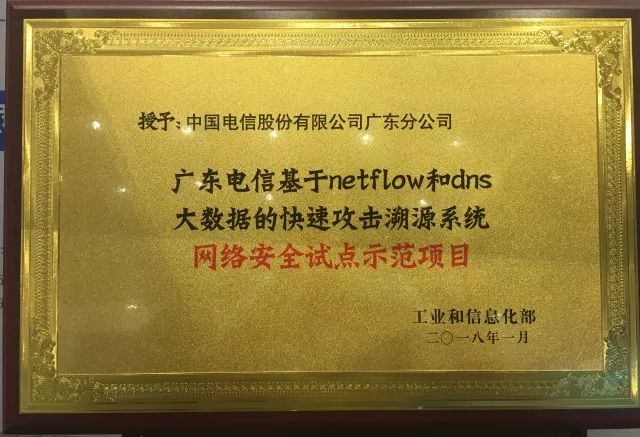 授予:中国电信股份有限公司广东分公司
广东电信基于netflow和dns
大数据的快速攻击溯源系统
网络安全试点示范项目
工业和信息化部
二〇一八年一月